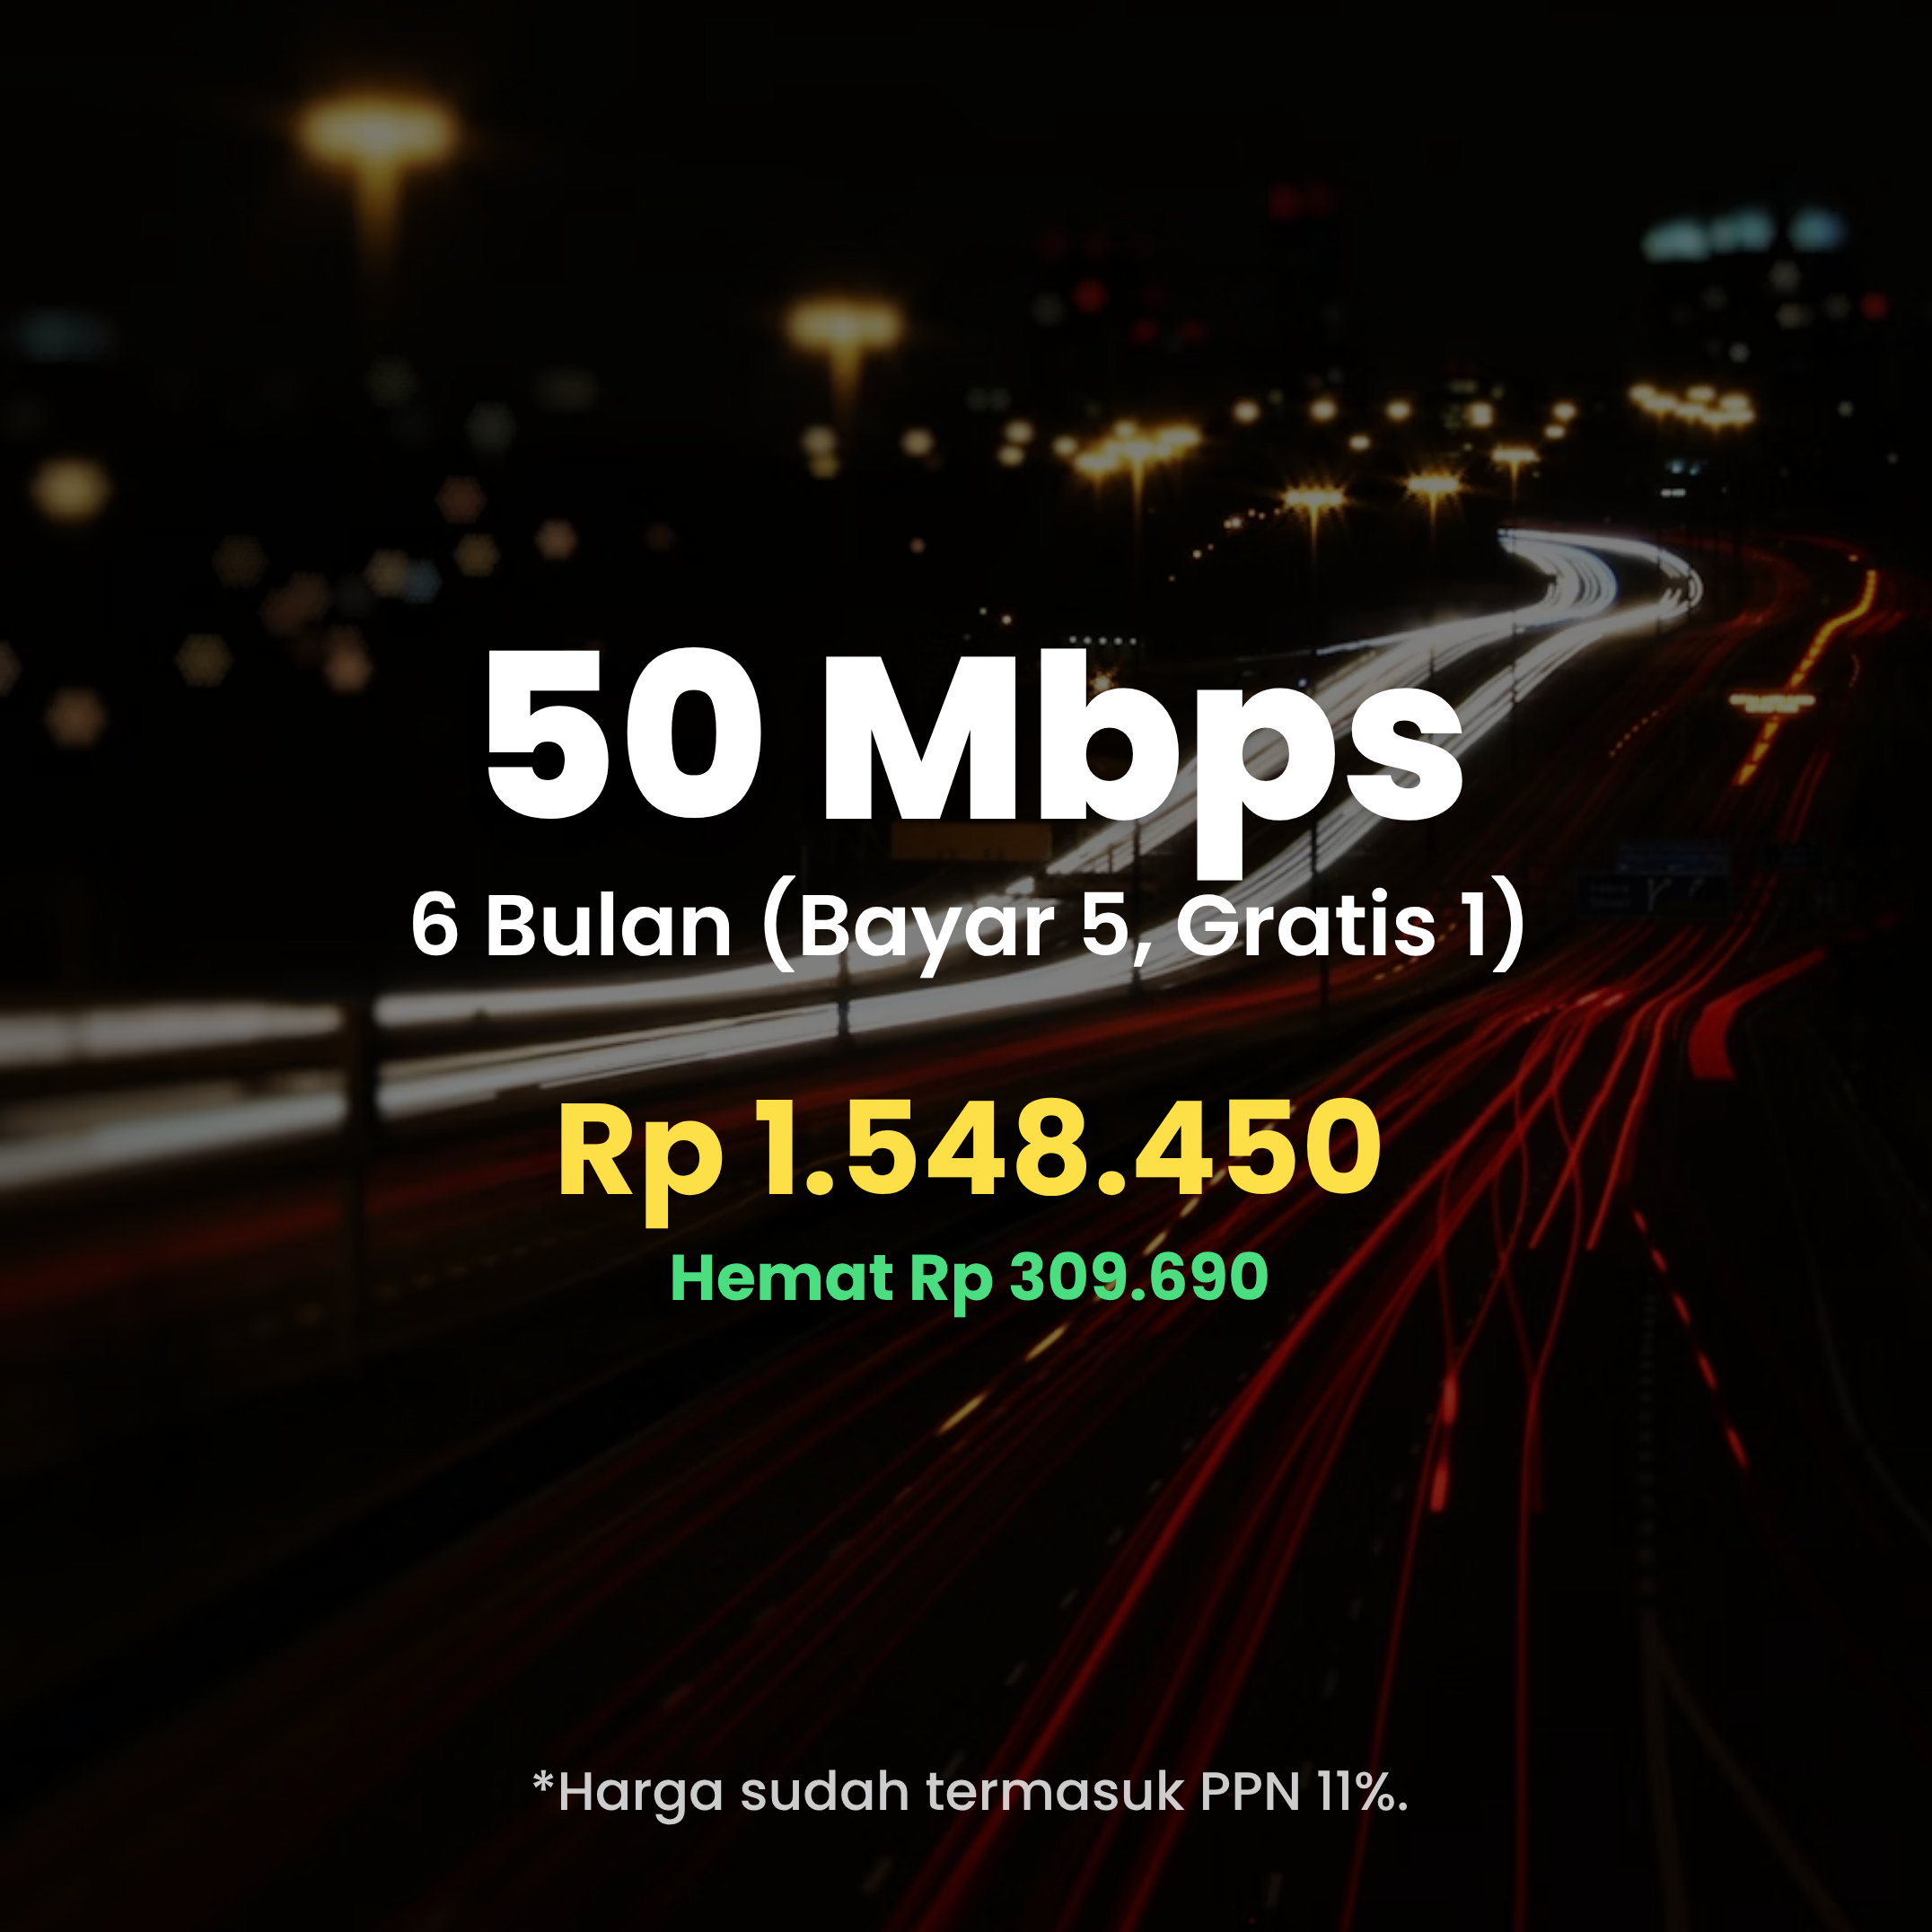 50 Mbps
6 Bulan (Bayar 5, Gratis 1)
Rp 1.548.450
Hemat Rp 309.690
*Harga sudah termasuk PPN 11%.